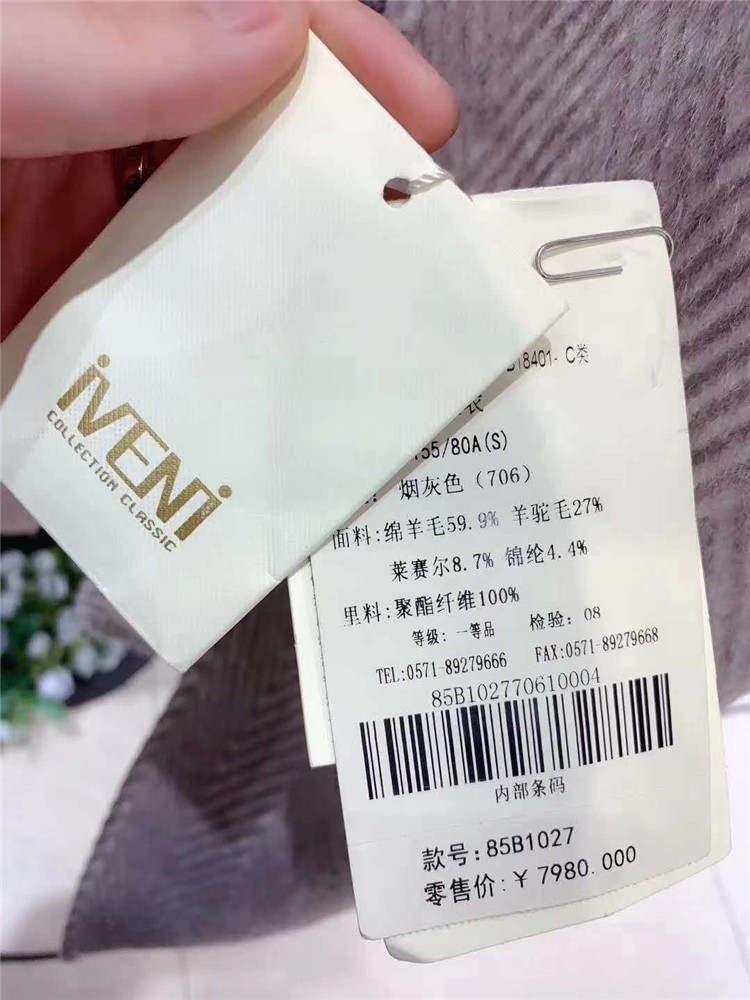 iVENi
COLLECTION CLASSIC
18401- C类
衣
155/80A(S)
烟灰色（706）
面料:绵羊毛59.9% 羊驼毛27%
莱赛尔8.7% 锦纶4.4%
里料:聚酯纤维100%
等级: 一等品 检验: 08
TEL:0571-89279666 FAX:0571-89279668
85B102770610004
内部条码
款号:85B1027
零售价:￥7980.000